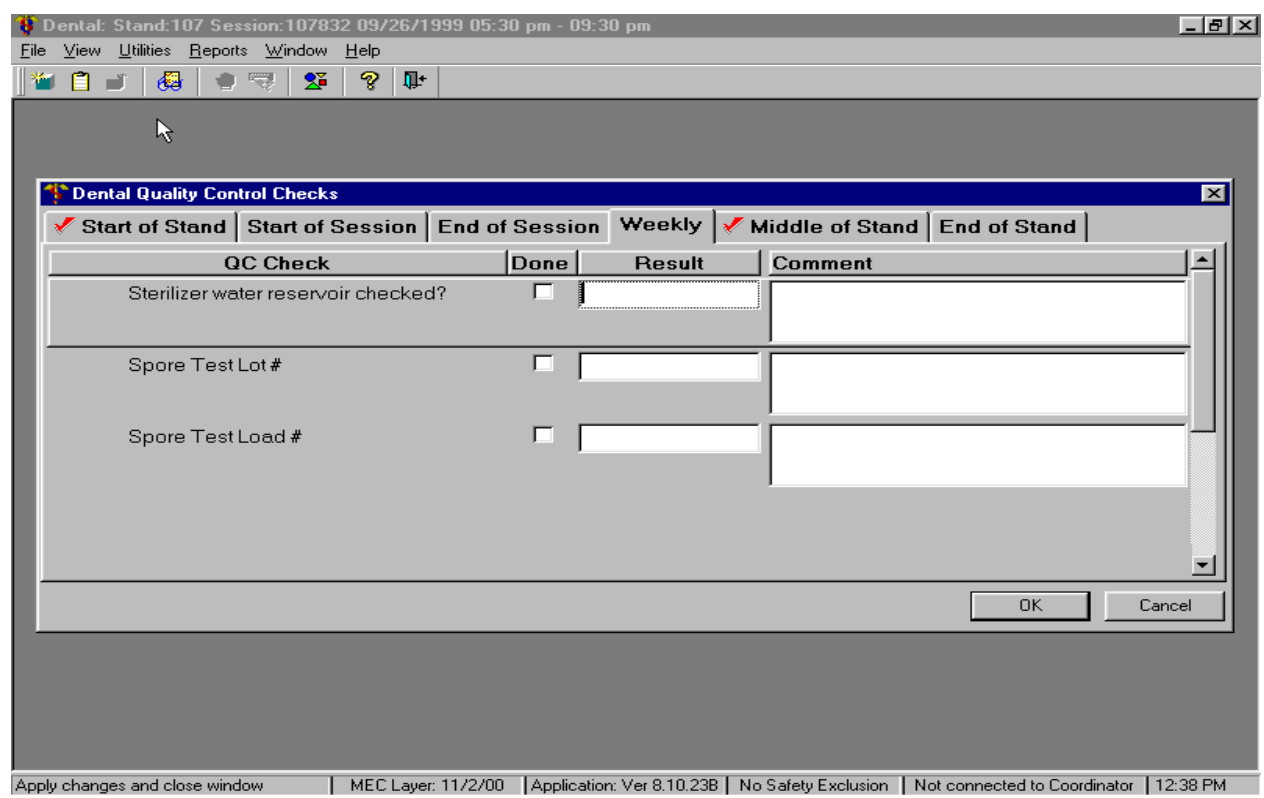 Dental: Stand:107 Session:107832 09/26/1999 05:30 pm - 09:30 pm
File View Utilities Reports Window Help
Dental Quality Control Checks
Start of Stand Start of Session End of Session Weekly Middle of Stand End of Stand
QC Check Done Result Comment
Sterilizer water reservoir checked?
Spore Test Lot #
Spore Test Load #
OK Cancel
Apply changes and close window MEC Layer: 11/2/00 Application: Ver 8.10.23B No Safety Exclusion Not connected to Coordinator 12:38 PM